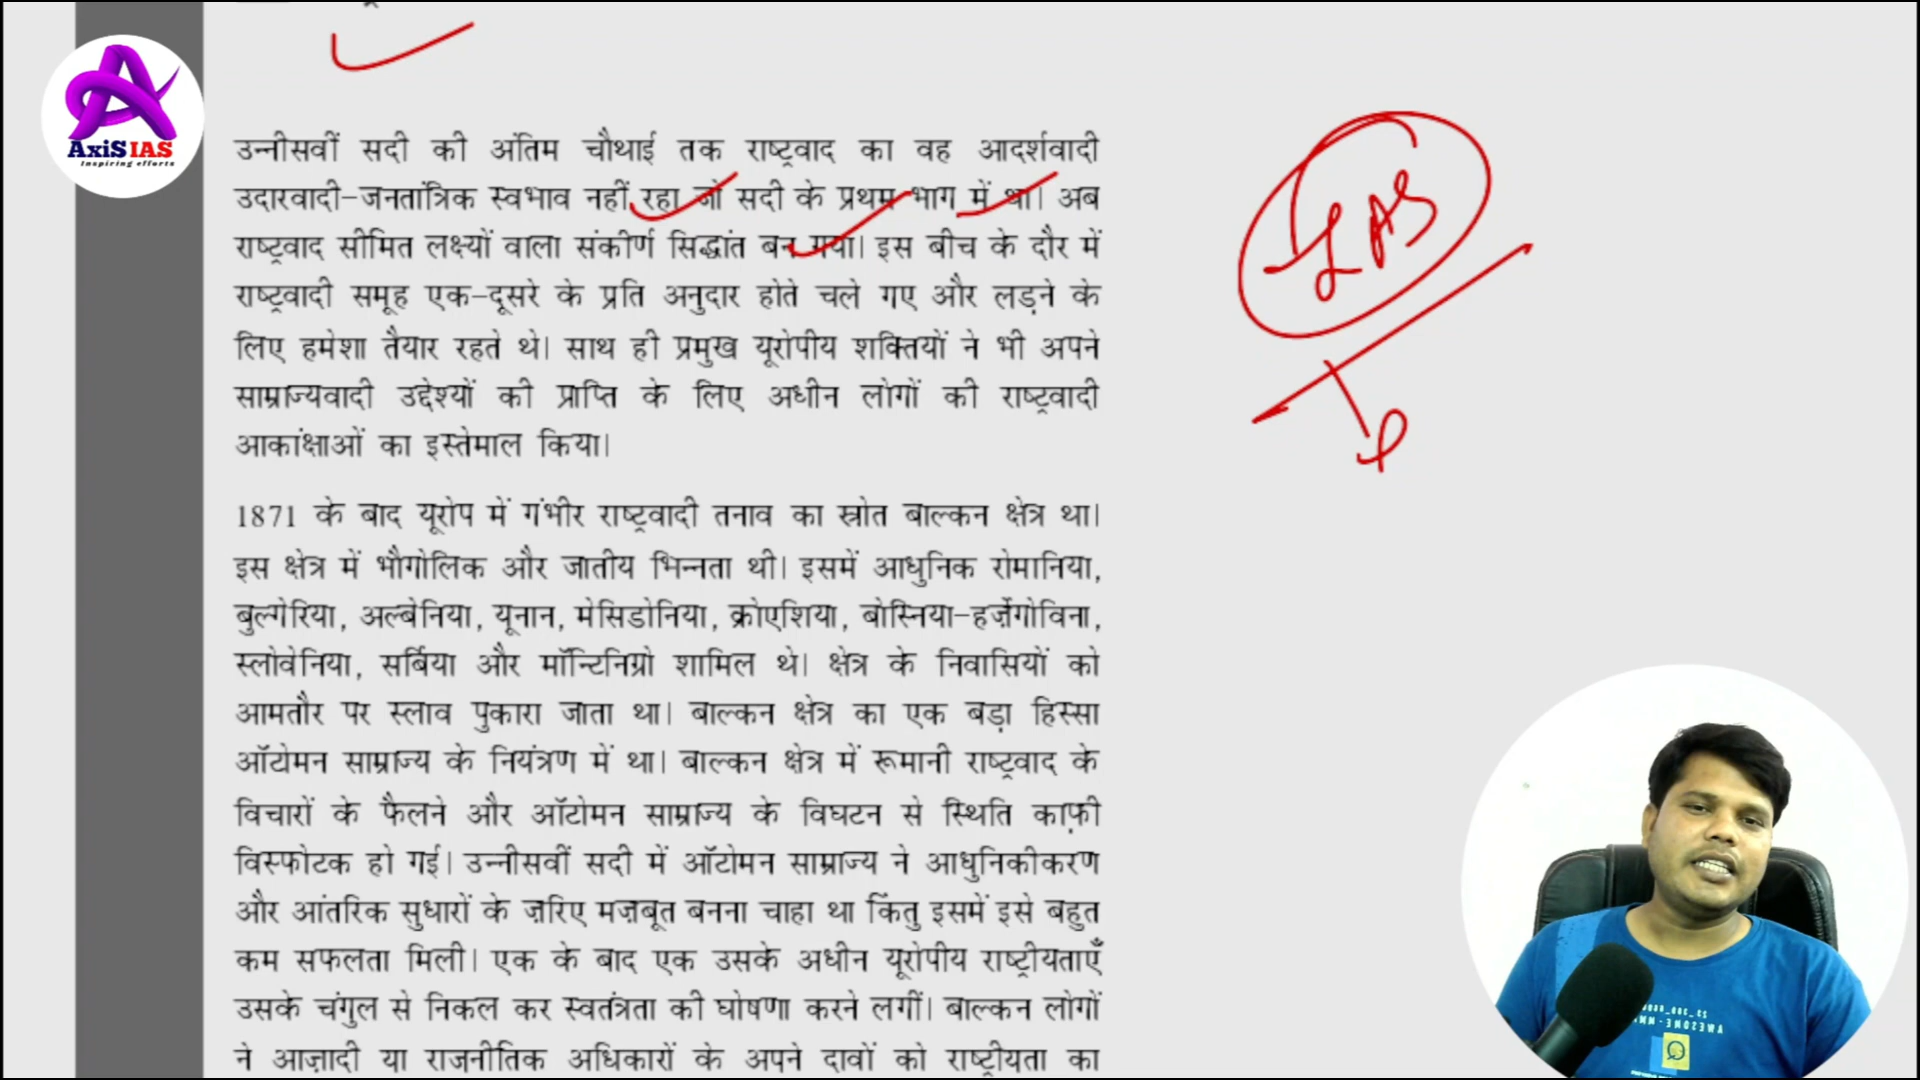 AxiS IAS
Inspiring efforts
उन्नीसवीं सदी की अंतिम चौथाई तक राष्ट्रवाद का वह आदर्शवादी
उदारवादी-जनतांत्रिक स्वभाव नहीं रहा जो सदी के प्रथम भाग में था। अब
राष्ट्रवाद सीमित लक्ष्यों वाला संकीर्ण सिद्धांत बन गया। इस बीच के दौर में
राष्ट्रवादी समूह एक-दूसरे के प्रति अनुदार होते चले गए और लड़ने के
लिए हमेशा तैयार रहते थे। साथ ही प्रमुख यूरोपीय शक्तियों ने भी अपने
साम्राज्यवादी उद्देश्यों की प्राप्ति के लिए अधीन लोगों की राष्ट्रवादी
आकांक्षाओं का इस्तेमाल किया।
1871 के बाद यूरोप में गंभीर राष्ट्रवादी तनाव का स्रोत बाल्कन क्षेत्र था।
इस क्षेत्र में भौगोलिक और जातीय भिन्नता थी। इसमें आधुनिक रोमानिया,
बुल्गेरिया, अल्बेनिया, यूनान, मेसिडोनिया, क्रोएशिया, बोस्निया-हर्ज़ेगोविना,
स्लोवेनिया, सर्बिया और मॉन्टिनिग्रो शामिल थे। क्षेत्र के निवासियों को
आमतौर पर स्लाव पुकारा जाता था। बाल्कन क्षेत्र का एक बड़ा हिस्सा
ऑटोमन साम्राज्य के नियंत्रण में था। बाल्कन क्षेत्र में रूमानी राष्ट्रवाद के
विचारों के फैलने और ऑटोमन साम्राज्य के विघटन से स्थिति काफ़ी
विस्फोटक हो गई। उन्नीसवीं सदी में ऑटोमन साम्राज्य ने आधुनिकीकरण
और आंतरिक सुधारों के ज़रिए मज़बूत बनना चाहा था किंतु इसमें इसे बहुत
कम सफलता मिली। एक के बाद एक उसके अधीन यूरोपीय राष्ट्रीयताएँ
उसके चंगुल से निकल कर स्वतंत्रता की घोषणा करने लगीं। बाल्कन लोगों
ने आज़ादी या राजनीतिक अधिकारों के अपने दावों को राष्ट्रीयता का
IAS